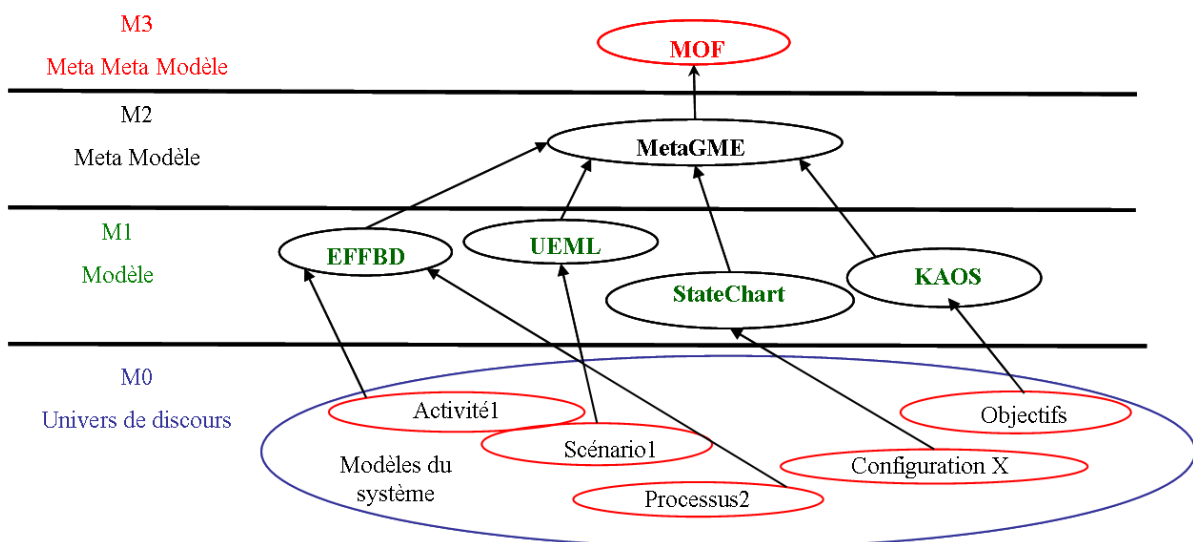 M3
Meta Meta Modèle
MOF
M2
Meta Modèle
MetaGME
M1
Modèle
EFFBD
UEML
StateChart
KAOS
M0
Univers de discours
Activité1
Scénario1
Objectifs
Configuration X
Modèles du
système
Processus2